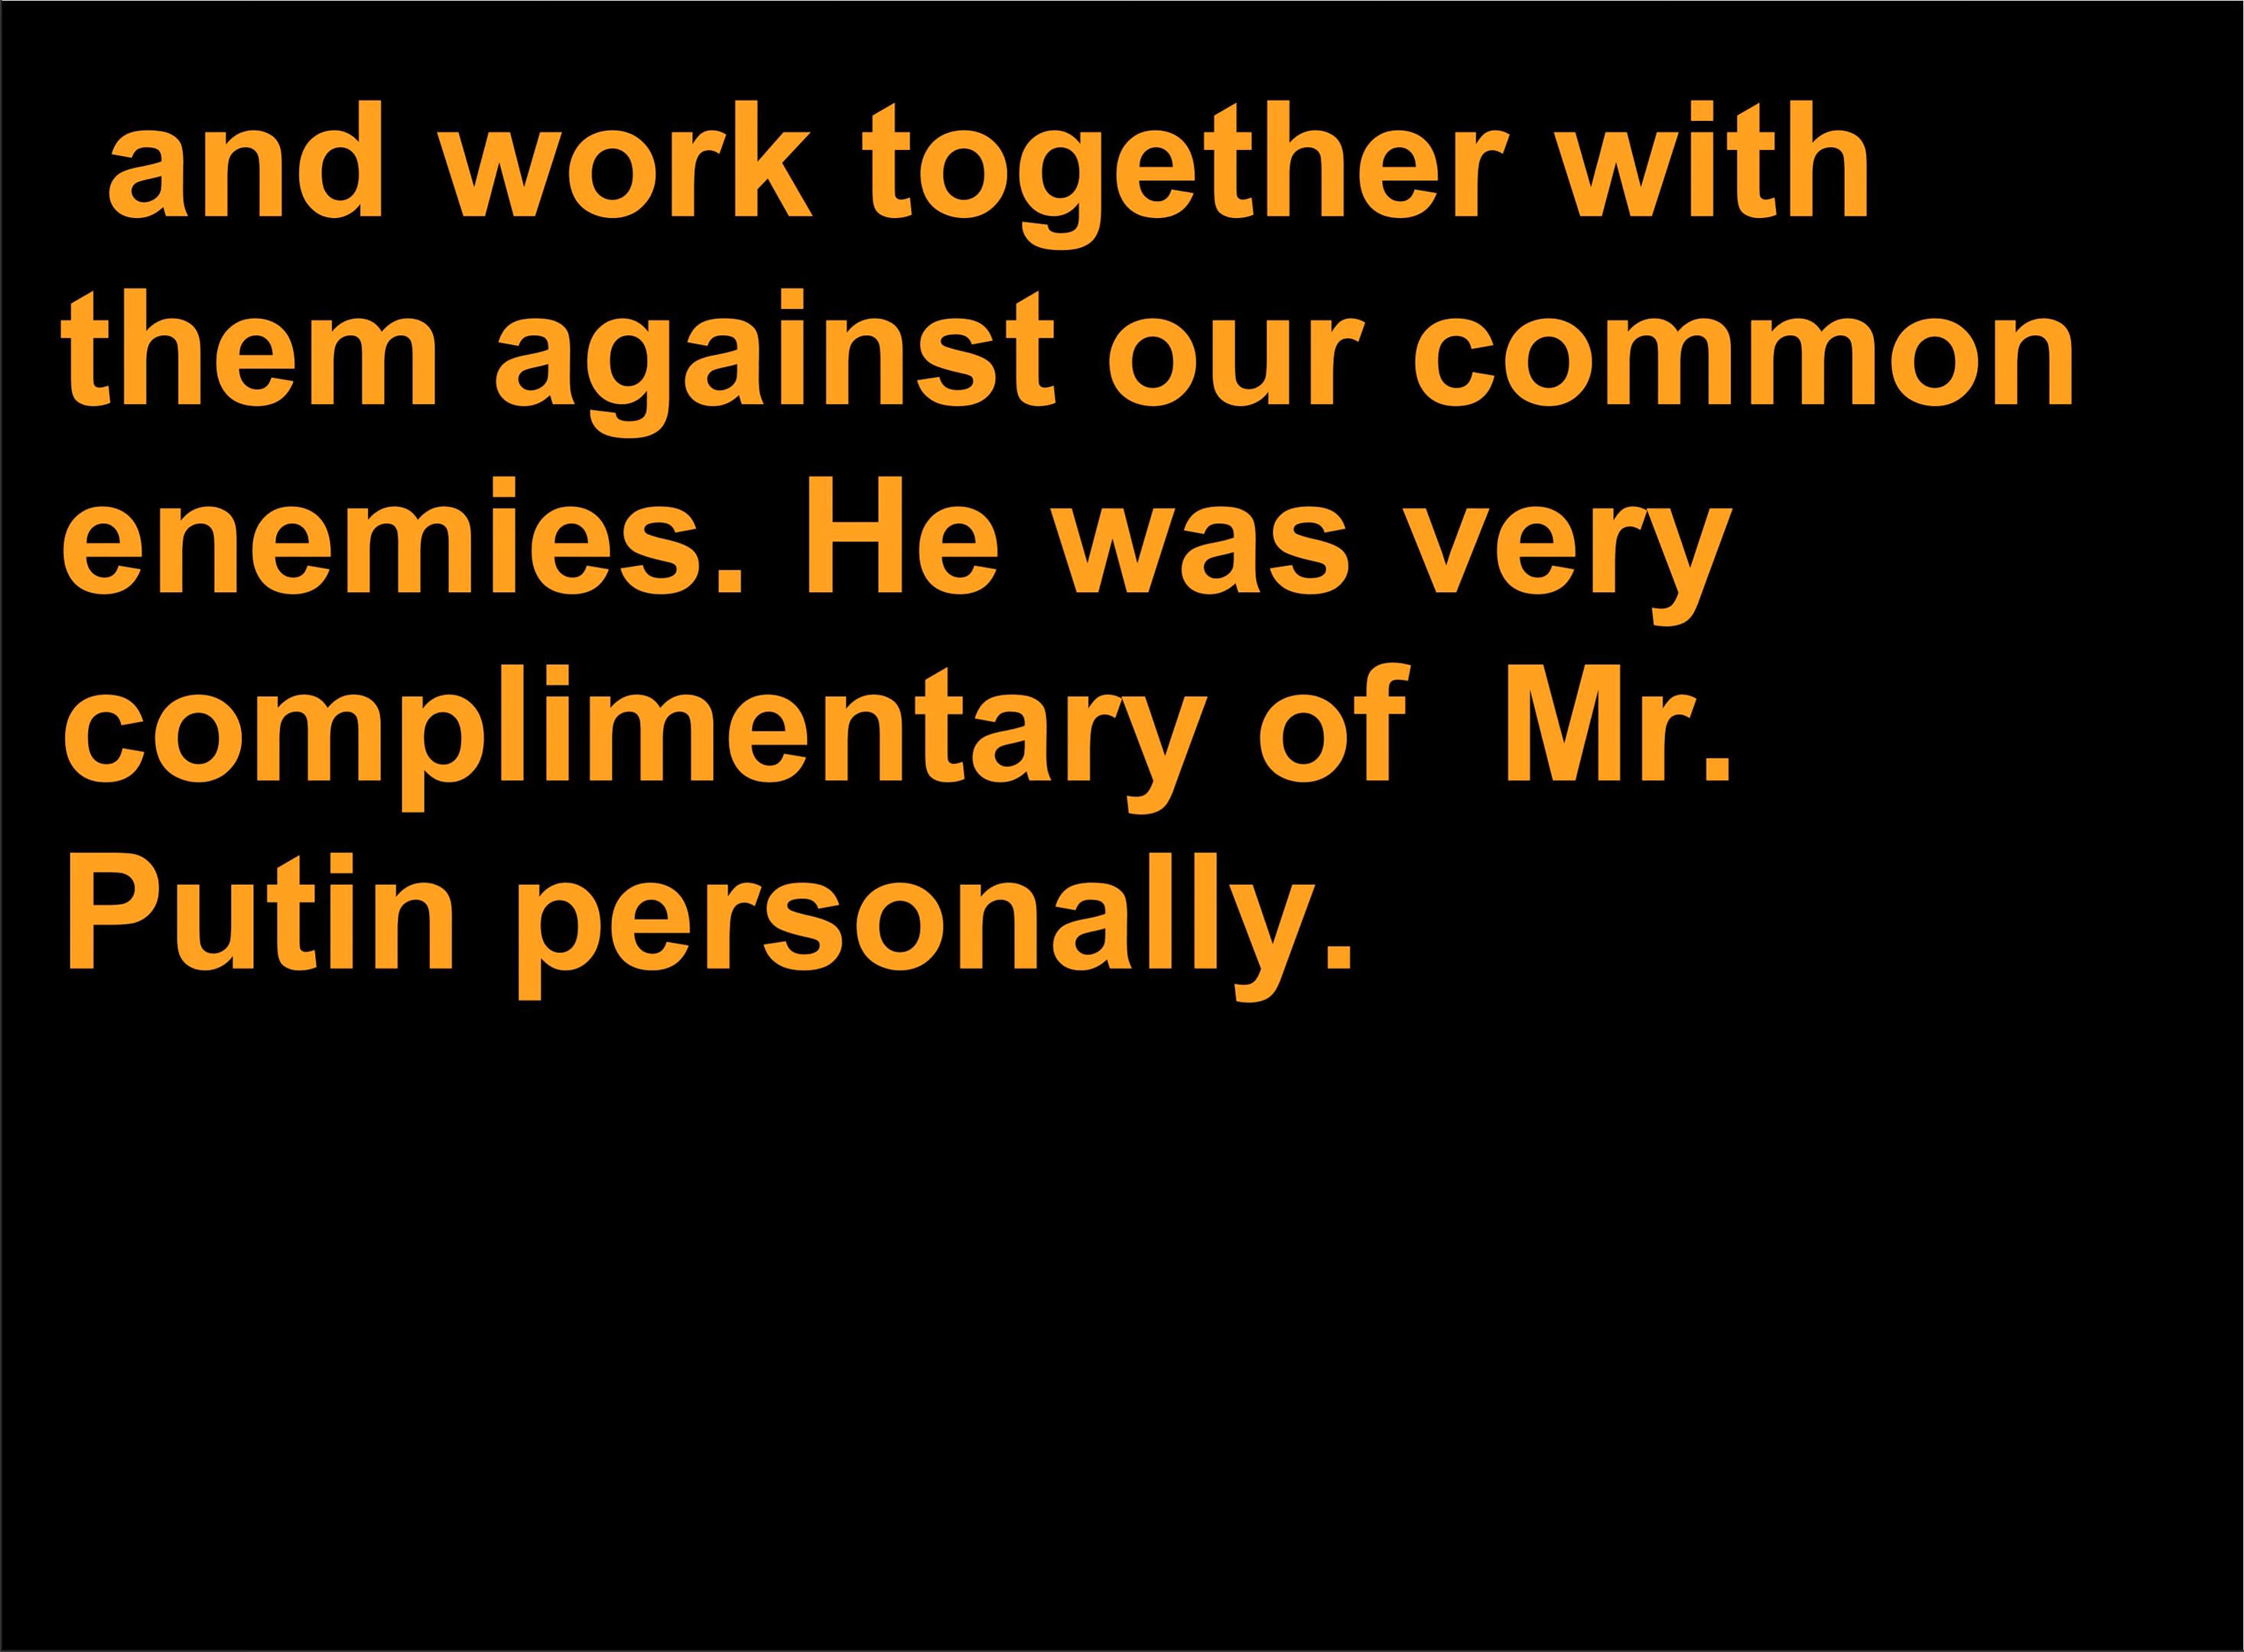 and work together with
them against our common
enemies. He was very
complimentary of  Mr.
Putin personally.